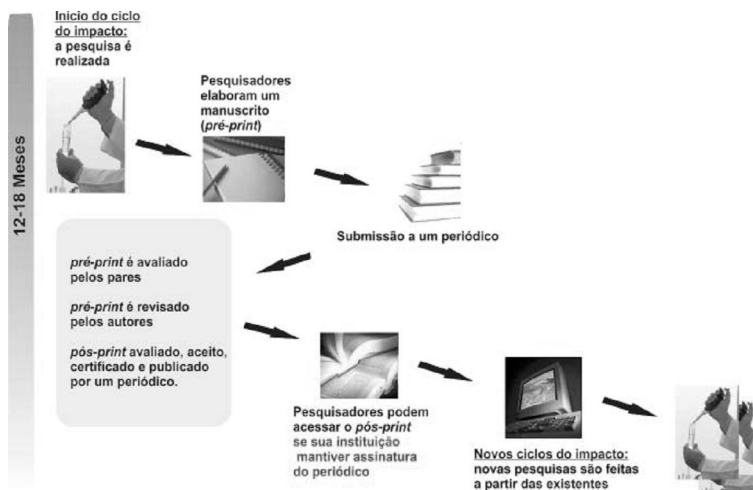 Inicio do ciclo
do impacto:
a pesquisa é
realizada
Pesquisadores
elaboram um
manuscrito
(pré-print)
12-18 Meses
Submissão a um periódico
pré-print é avaliado
pelos pares
pré-print é revisado
pelos autores
pós-print avaliado, aceito,
certificado e publicado
por um periódico.
Pesquisadores podem
acessar o pós-print
se sua instituição
mantiver assinatura
do periódico
Novos ciclos do impacto:
novas pesquisas são feitas
a partir das existentes